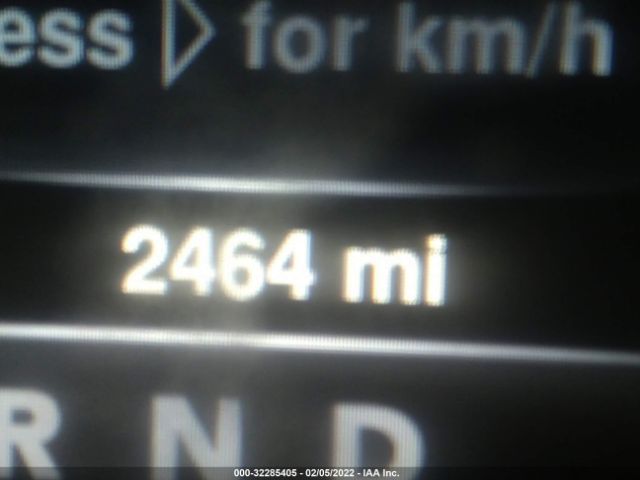 ess ▷ for km/h
2464 mi
R N D
000-32285405 - 02/05/2022 - IAA Inc.